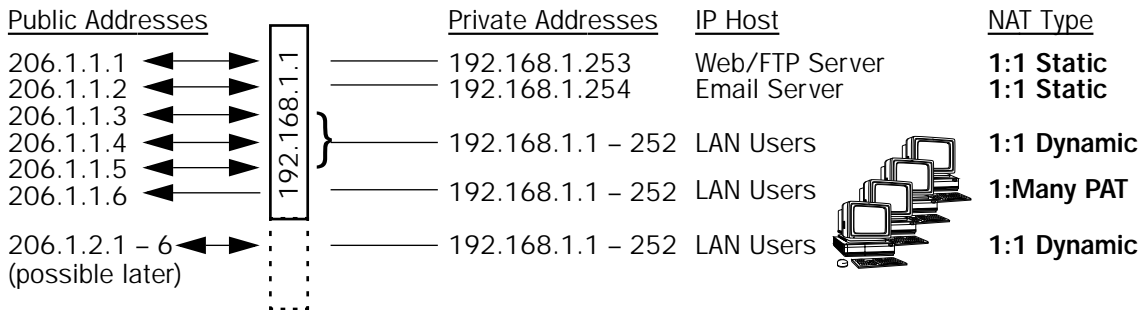 Public Addresses Private Addresses IP Host NAT Type
206.1.1.1 192.168.1.253 Web/FTP Server 1:1 Static
206.1.1.2 192.168.1.254 Email Server 1:1 Static
206.1.1.3
206.1.1.4 192.168.1.1 – 252 LAN Users 1:1 Dynamic
206.1.1.5
206.1.1.6 192.168.1.1 – 252 LAN Users 1:Many PAT
206.1.2.1 – 6 192.168.1.1 – 252 LAN Users 1:1 Dynamic
(possible later)
192.168.1.1